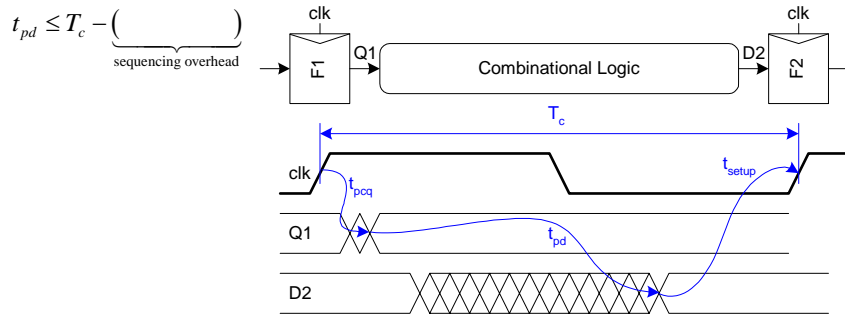 t_pd ≤ T_c − ( )
sequencing overhead
clk clk
F1 Q1 Combinational Logic D2 F2
T_c
clk t_pcq t_setup
Q1 t_pd
D2